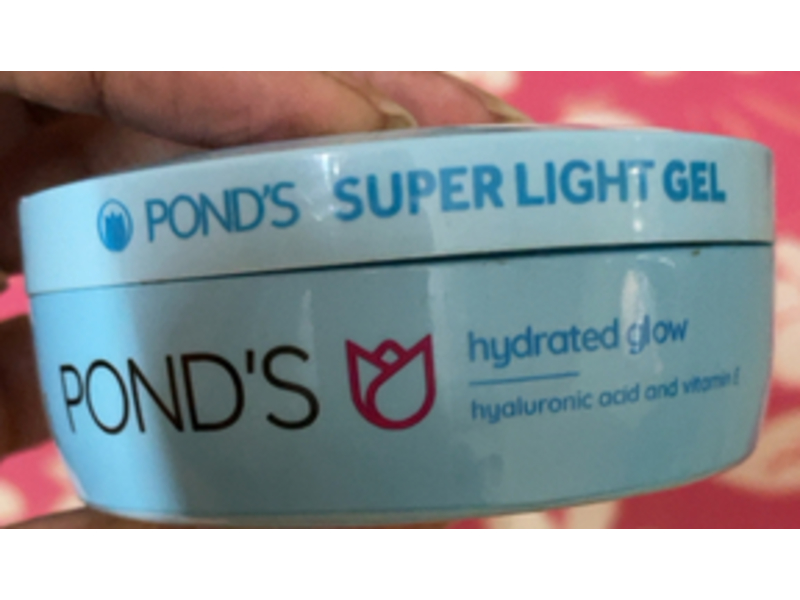 POND'S SUPER LIGHT GEL
POND'S
hydrated glow
hyaluronic acid and vitamin E